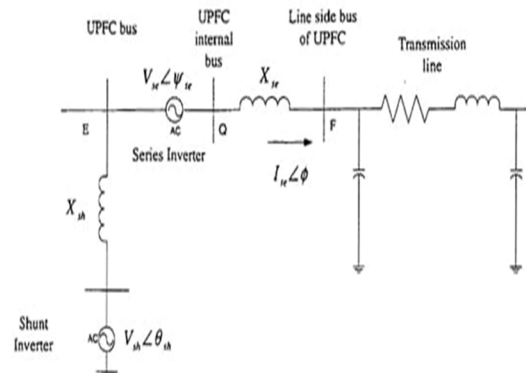 UPFC bus
UPFC
internal
bus
Line side bus
of UPFC
Transmission
line
V_se∠ψ_se
X_se
E
AC
Q
F
Series Inverter
I_se∠ϕ
X_sh
Shunt
Inverter
AC
V_sh∠θ_sh